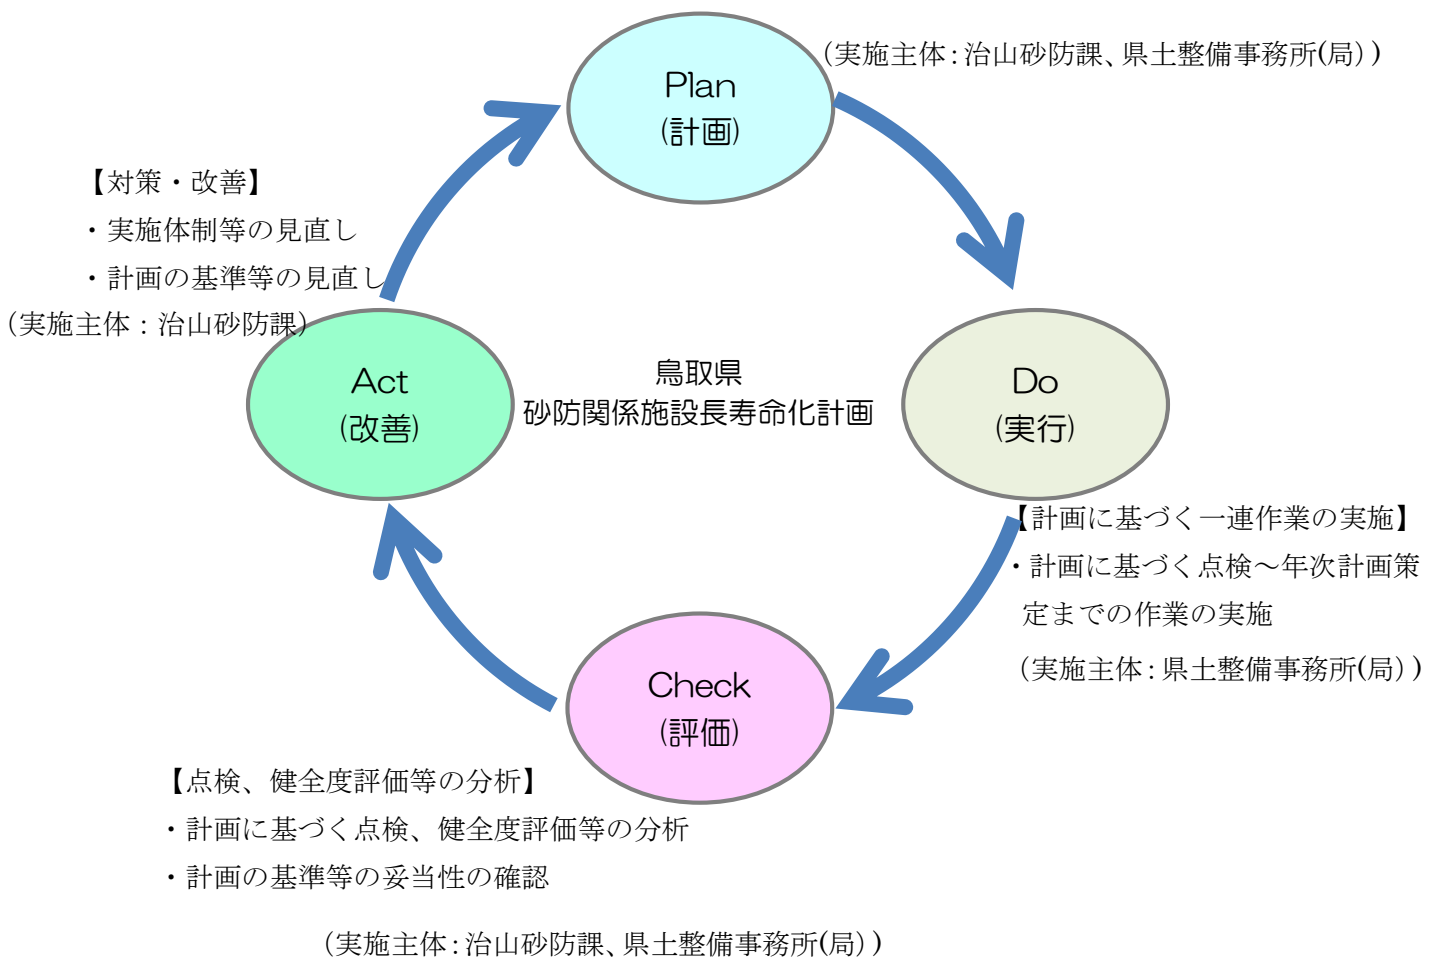 Plan
(計画)
(実施主体:治山砂防課、県土整備事務所(局))
【対策・改善】
・実施体制等の見直し
・計画の基準等の見直し
(実施主体:治山砂防課)
Act
(改善)
鳥取県
砂防関係施設長寿命化計画
Do
(実行)
【計画に基づく一連作業の実施】
・計画に基づく点検～年次計画策
定までの作業の実施
(実施主体:県土整備事務所(局))
Check
(評価)
【点検、健全度評価等の分析】
・計画に基づく点検、健全度評価等の分析
・計画の基準等の妥当性の確認
(実施主体:治山砂防課、県土整備事務所(局))